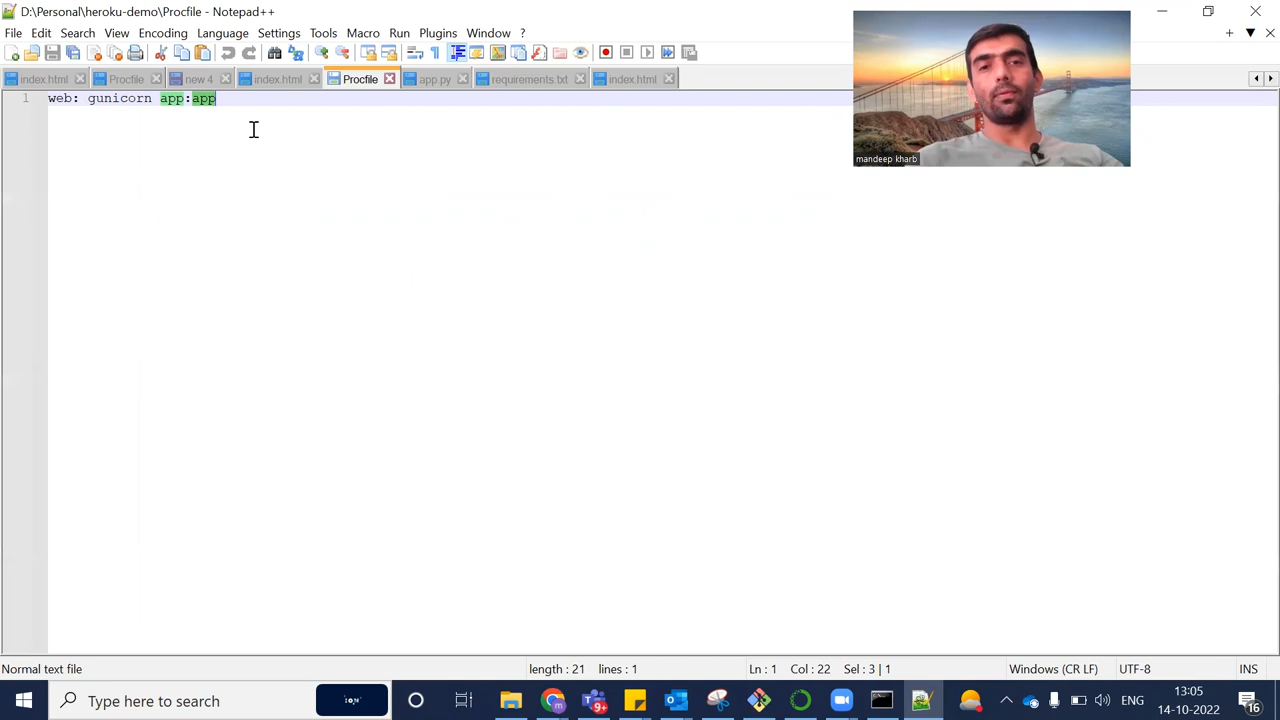 D:\Personal\heroku-demo\Procfile - Notepad++
File Edit Search View Encoding Language Settings Tools Macro Run Plugins Window ?
index.html Procfile new 4 index.html Procfile app.py requirements.txt index.html
1 web: gunicorn app:app
mandeep kharb
Normal text file length : 21 lines : 1 Ln : 1 Col : 22 Sel : 3 | 1 Windows (CR LF) UTF-8 INS
Type here to search
ENG
13:05
14-10-2022
16
9+